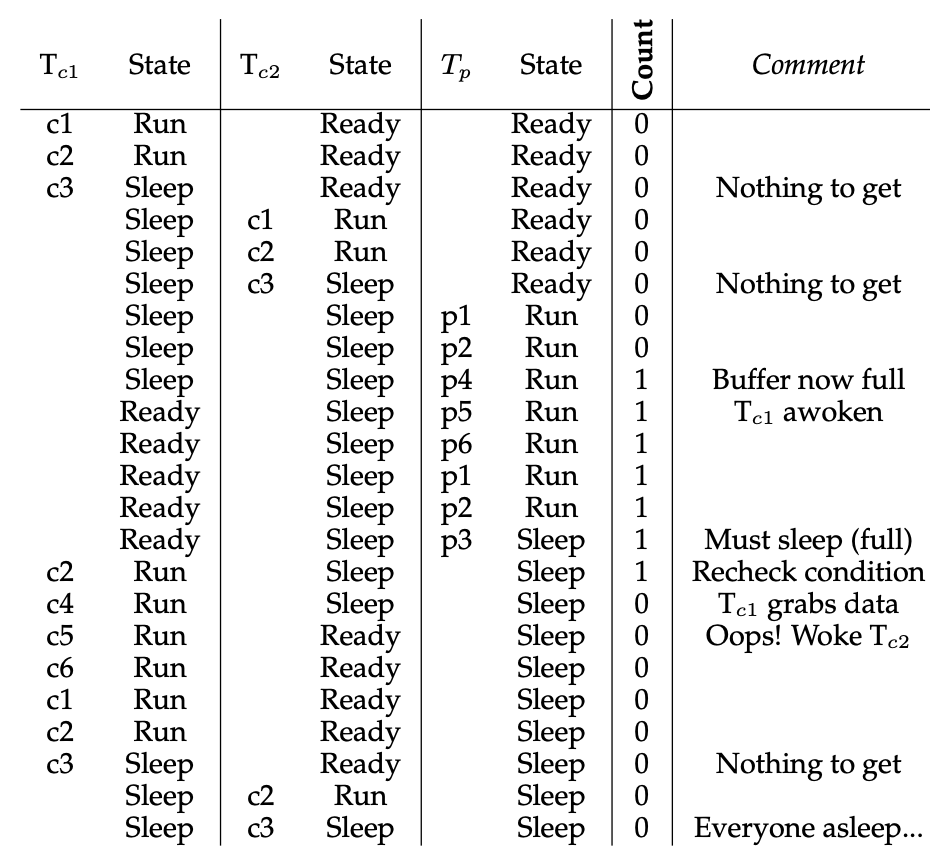 T_c1 State T_c2 State T_p State Count Comment
c1 Run Ready Ready 0
c2 Run Ready Ready 0
c3 Sleep Ready Ready 0 Nothing to get
Sleep c1 Run Ready 0
Sleep c2 Run Ready 0
Sleep c3 Sleep Ready 0 Nothing to get
Sleep Sleep p1 Run 0
Sleep Sleep p2 Run 0
Sleep Sleep p4 Run 1 Buffer now full
Ready Sleep p5 Run 1 T_c1 awoken
Ready Sleep p6 Run 1
Ready Sleep p1 Run 1
Ready Sleep p2 Run 1
Ready Sleep p3 Sleep 1 Must sleep (full)
c2 Run Sleep Sleep 1 Recheck condition
c4 Run Sleep Sleep 0 T_c1 grabs data
c5 Run Ready Sleep 0 Oops! Woke T_c2
c6 Run Ready Sleep 0
c1 Run Ready Sleep 0
c2 Run Ready Sleep 0
c3 Sleep Ready Sleep 0 Nothing to get
Sleep c2 Run Sleep 0
Sleep c3 Sleep Sleep 0 Everyone asleep...